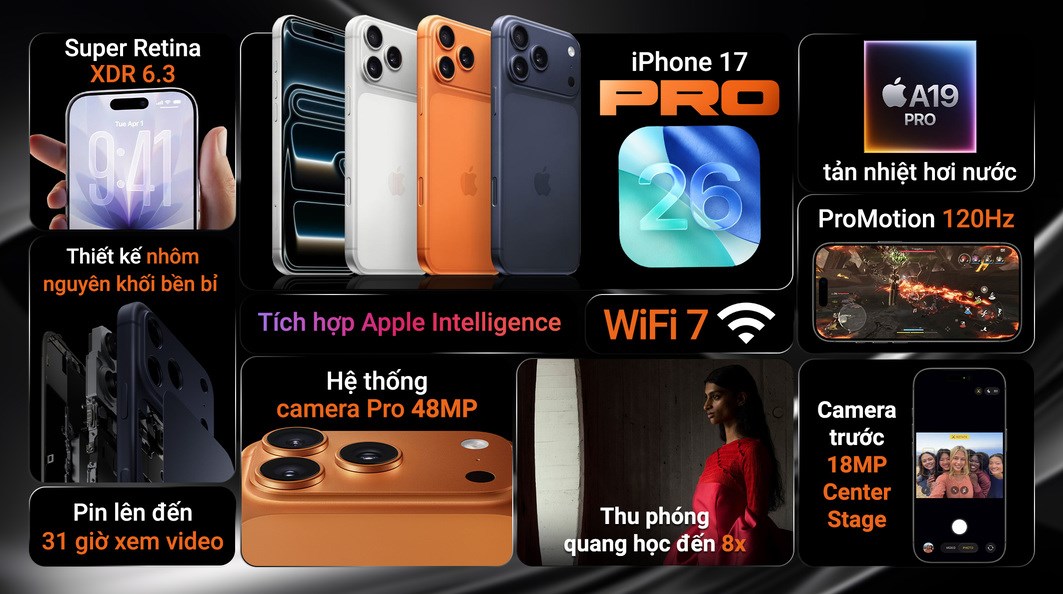 Super Retina
XDR 6.3
Tue Apr 1
9:41
Thiết kế nhôm
nguyên khối bền bỉ
Pin lên đến
31 giờ xem video
iPhone 17
PRO
26
Tích hợp Apple Intelligence
WiFi 7
Hệ thống
camera Pro 48MP
Thu phóng
quang học đến 8x
A19
PRO
tản nhiệt hơi nước
ProMotion 120Hz
Camera
trước
18MP
Center
Stage